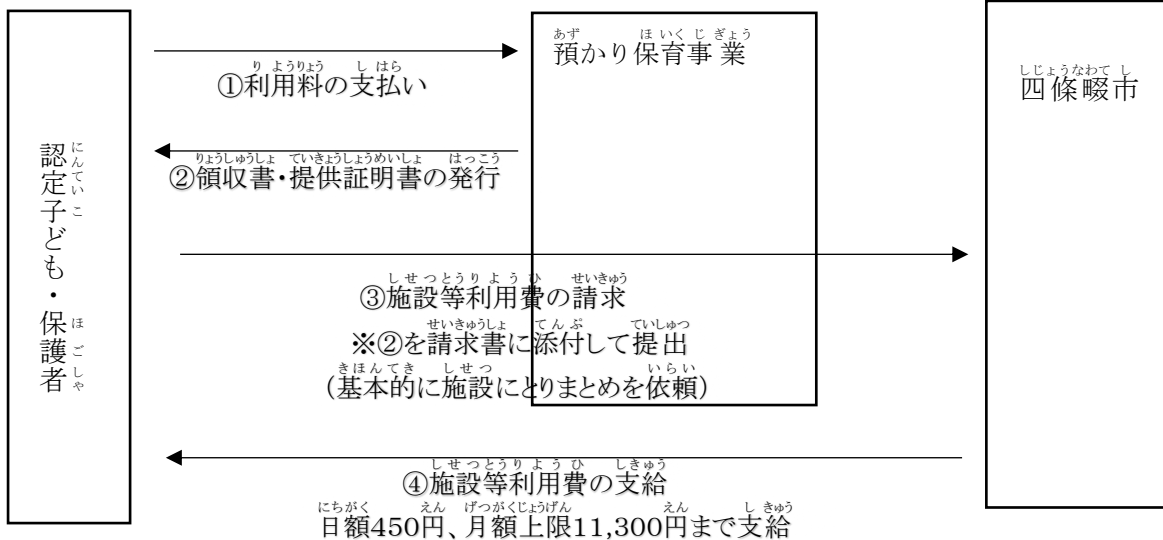 預かり保育事業
四條畷市
認定子ども・保護者
①利用料の支払い
②領収書・提供証明書の発行
③施設等利用費の請求
※②を請求書に添付して提出
(基本的に施設にとりまとめを依頼)
④施設等利用費の支給
日額450円、月額上限11,300円まで支給